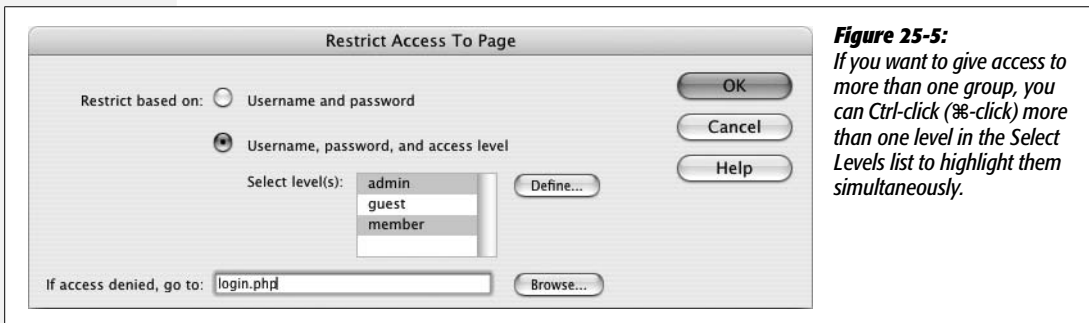 Restrict Access To Page
Restrict based on: Username and password
Username, password, and access level
Select level(s): admin
guest
member
Define...
If access denied, go to: login.php
Browse...
OK
Cancel
Help
Figure 25-5:
If you want to give access to
more than one group, you
can Ctrl-click (⌘-click) more
than one level in the Select
Levels list to highlight them
simultaneously.